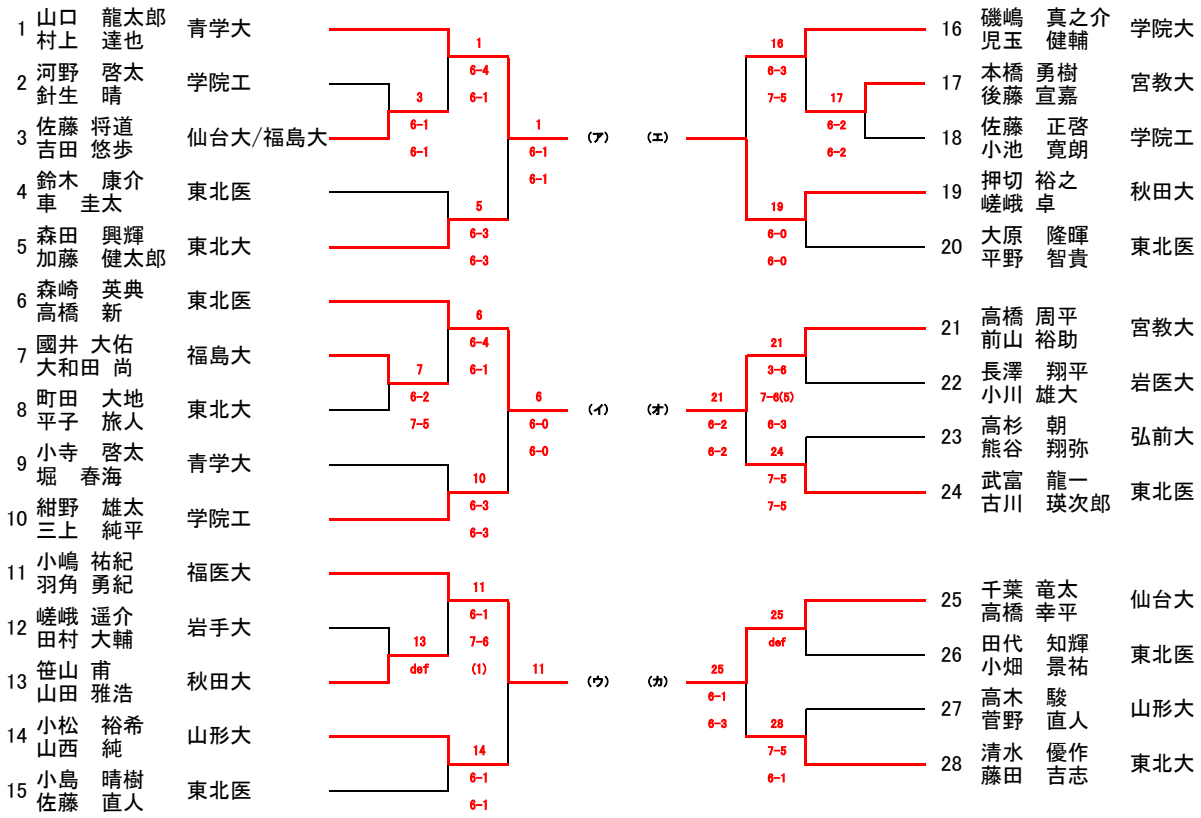 1 山口 龍太郎 青学大
村上 達也
2 河野 啓太 学院工
針生 晴
3 佐藤 将道 仙台大/福島大
吉田 悠歩
4 鈴木 康介 東北医
車 圭太
5 森田 興輝 東北大
加藤 健太郎
6 森崎 英典 東北医
高橋 新
7 國井 大佑 福島大
大和田 尚
8 町田 大地 東北大
平子 旅人
9 小寺 啓太 青学大
堀 春海
10 紺野 雄太 学院工
三上 純平
11 小嶋 祐紀 福医大
羽角 勇紀
12 嵯峨 遥介 岩手大
田村 大輔
13 笹山 甫 秋田大
山田 雅浩
14 小松 裕希 山形大
山西 純
15 小島 晴樹 東北医
佐藤 直人
3
6-1
6-1
1
6-4
6-1
5
6-3
6-3
1
6-1
6-1
(ア)
7
6-2
7-5
6
6-4
6-1
10
6-3
6-3
6
6-0
6-0
(イ)
13
def
11
6-1
7-6
(1)
14
6-1
6-1
11
(ウ)
(エ)
16
6-3
7-5
17
6-2
6-2
19
6-0
6-0
(オ)
21
6-2
6-2
21
3-6
7-6(5)
6-3
24
7-5
7-5
(カ)
25
6-1
6-3
25
def
28
7-5
6-1
16 磯嶋 真之介 学院大
児玉 健輔
17 本橋 勇樹 宮教大
後藤 宣嘉
18 佐藤 正啓 学院工
小池 寛朗
19 押切 裕之 秋田大
嵯峨 卓
20 大原 隆暉 東北医
平野 智貴
21 高橋 周平 宮教大
前山 裕助
22 長澤 翔平 岩医大
小川 雄大
23 高杉 朝 弘前大
熊谷 翔弥
24 武富 龍一 東北医
古川 瑛次郎
25 千葉 竜太 仙台大
高橋 幸平
26 田代 知輝 東北医
小畑 景祐
27 高木 駿 山形大
菅野 直人
28 清水 優作 東北大
藤田 吉志